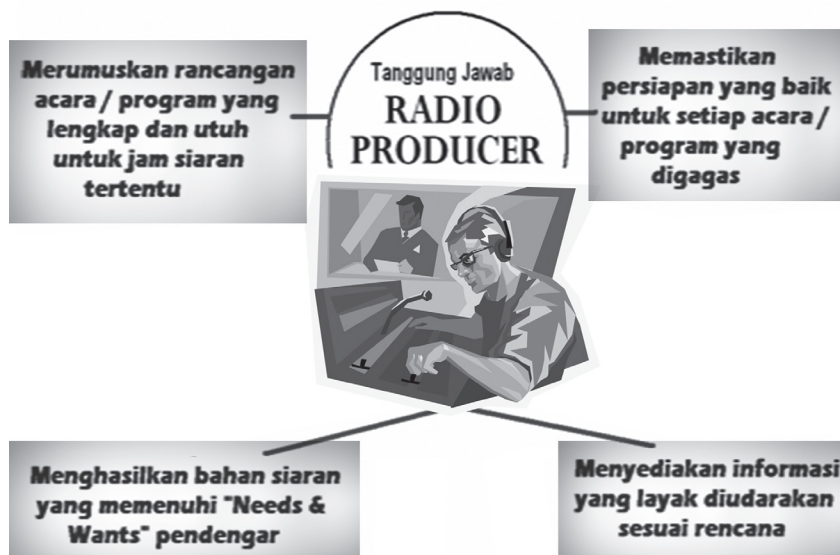 Tanggung Jawab
RADIO
PRODUCER
Merumuskan rancangan
acara / program yang
lengkap dan utuh
untuk jam siaran
tertentu
Memastikan
persiapan yang baik
untuk setiap acara /
program yang
digagas
Menghasilkan bahan siaran
yang memenuhi "Needs &
Wants" pendengar
Menyediakan informasi
yang layak diudarakan
sesuai rencana